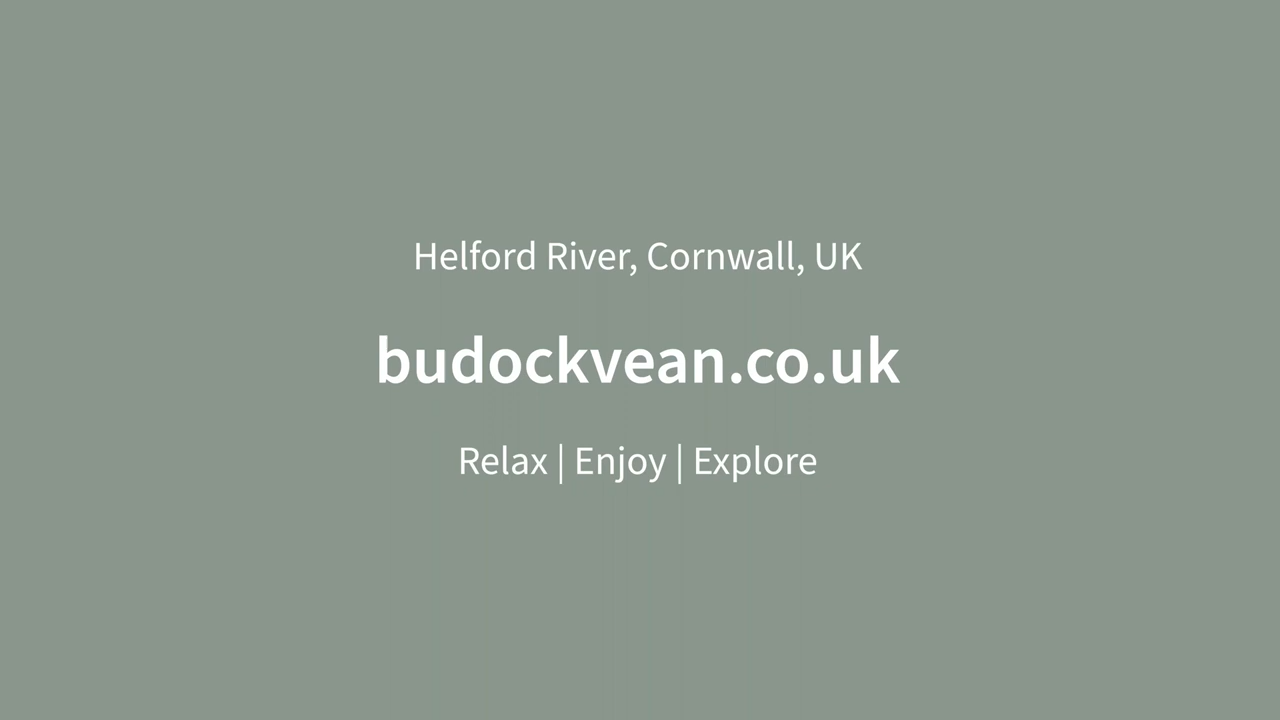 Helford River, Cornwall, UK
budockvean.co.uk
Relax | Enjoy | Explore